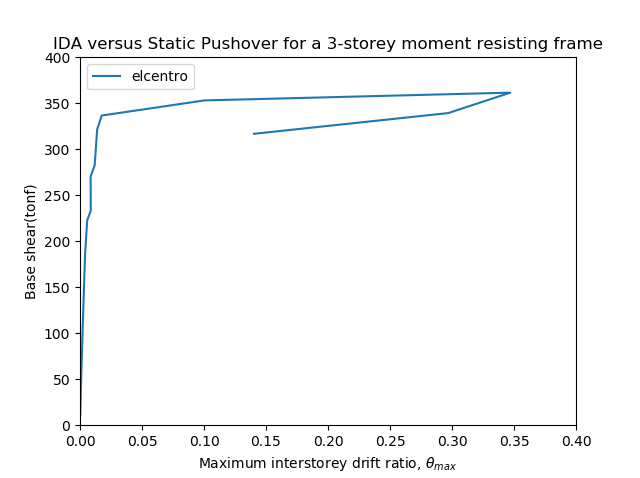 IDA versus Static Pushover for a 3-storey moment resisting frame
elcentro
400
350
300
250
200
150
100
50
0
Base shear(tonf)
0.00 0.05 0.10 0.15 0.20 0.25 0.30 0.35 0.40
Maximum interstorey drift ratio, θmax